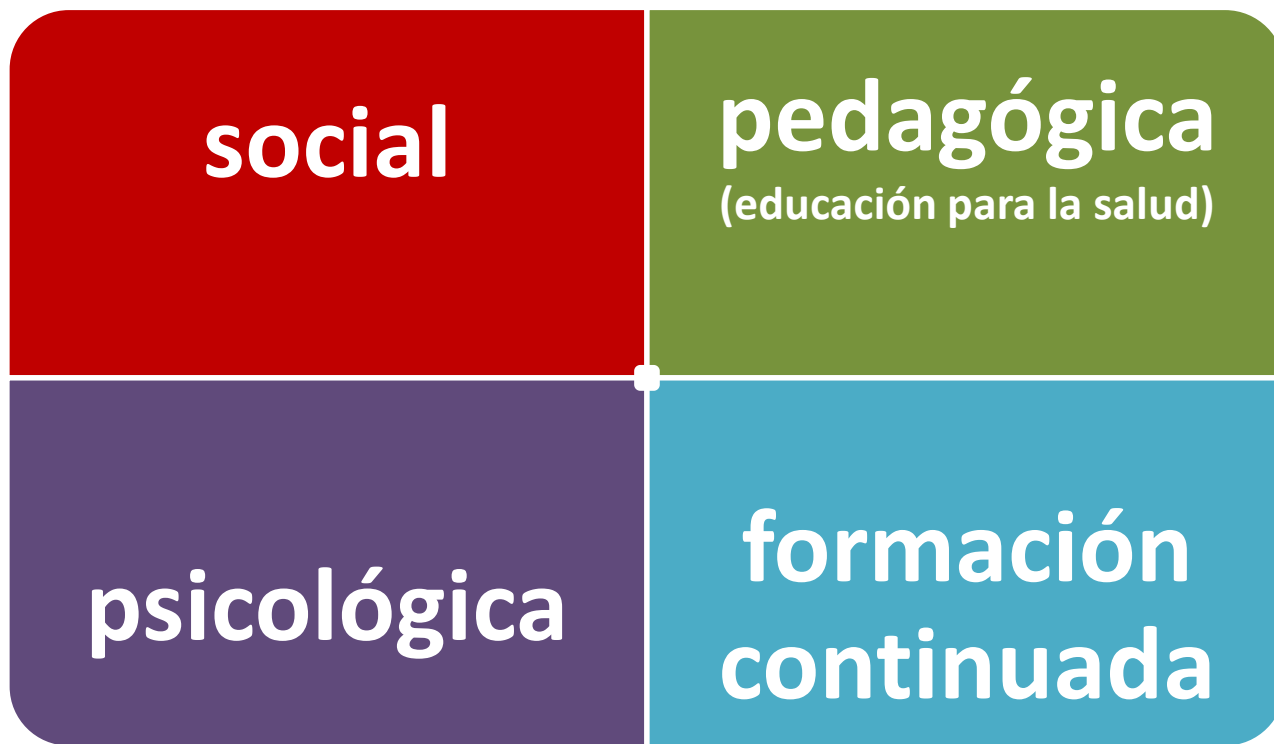 social
pedagógica
(educación para la salud)
psicológica
formación
continuada